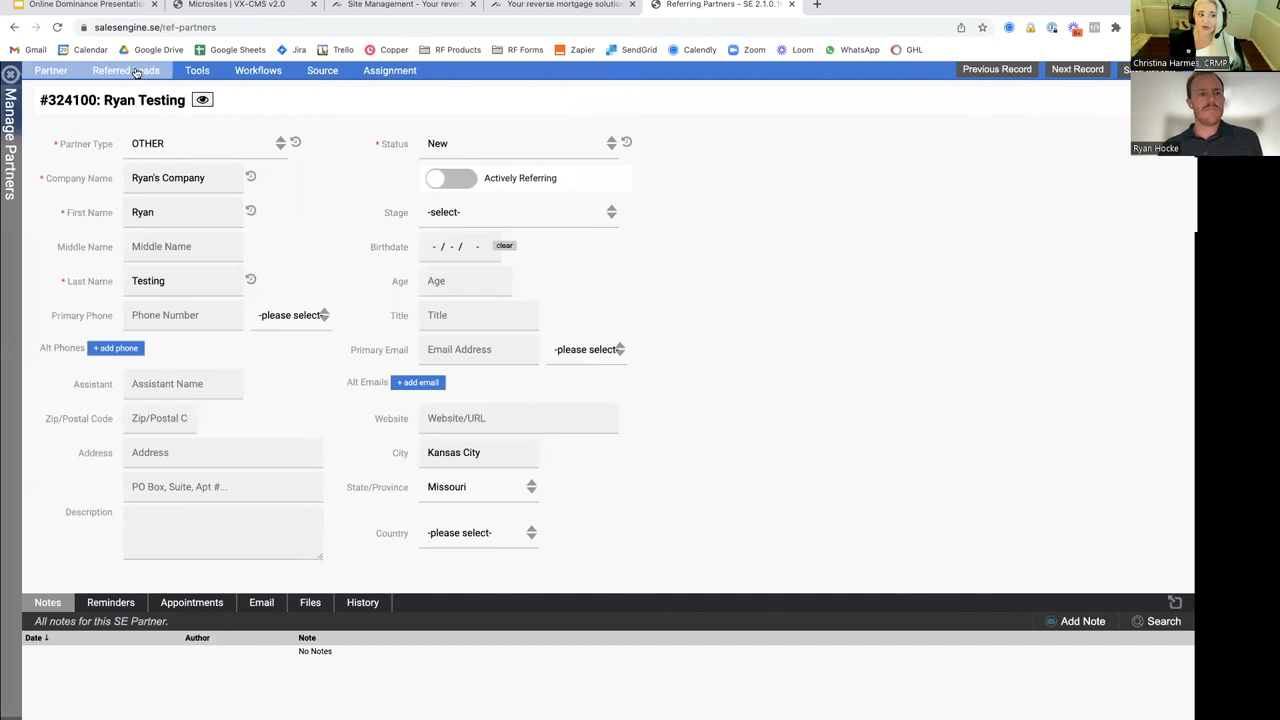 Online Dominance Presentation
Microsites | VX-CMS v2.0
Site Management - Your revers
Your reverse mortgage solution
Referring Partners - SE 2.1.0.1
salesengine.se/ref-partners
Gmail
Calendar
Google Drive
Google Sheets
Jira
Trello
Copper
RF Products
RF Forms
Zapier
SendGrid
Calendly
Zoom
Loom
WhatsApp
GHL
Christina Harmes, CRMP
Ryan Hocke
Manage Partners
Partner
Referred
Tools
Workflows
Source
Assignment
Previous Record
Next Record
#324100: Ryan Testing
* Partner Type OTHER
* Status New
* Company Name Ryan's Company
Actively Referring
* First Name Ryan
Stage -select-
Middle Name Middle Name
Birthdate - / - / - clear
* Last Name Testing
Age Age
Primary Phone Phone Number -please select-
Title Title
Alt Phones + add phone
Primary Email Email Address -please select-
Assistant Assistant Name
Alt Emails + add email
Zip/Postal Code Zip/Postal C
Website Website/URL
Address Address
City Kansas City
PO Box, Suite, Apt #...
State/Province Missouri
Description
Country -please select-
Notes
Reminders
Appointments
Email
Files
History
All notes for this SE Partner.
Add Note
Search
Date ↓
Author
Note
No Notes